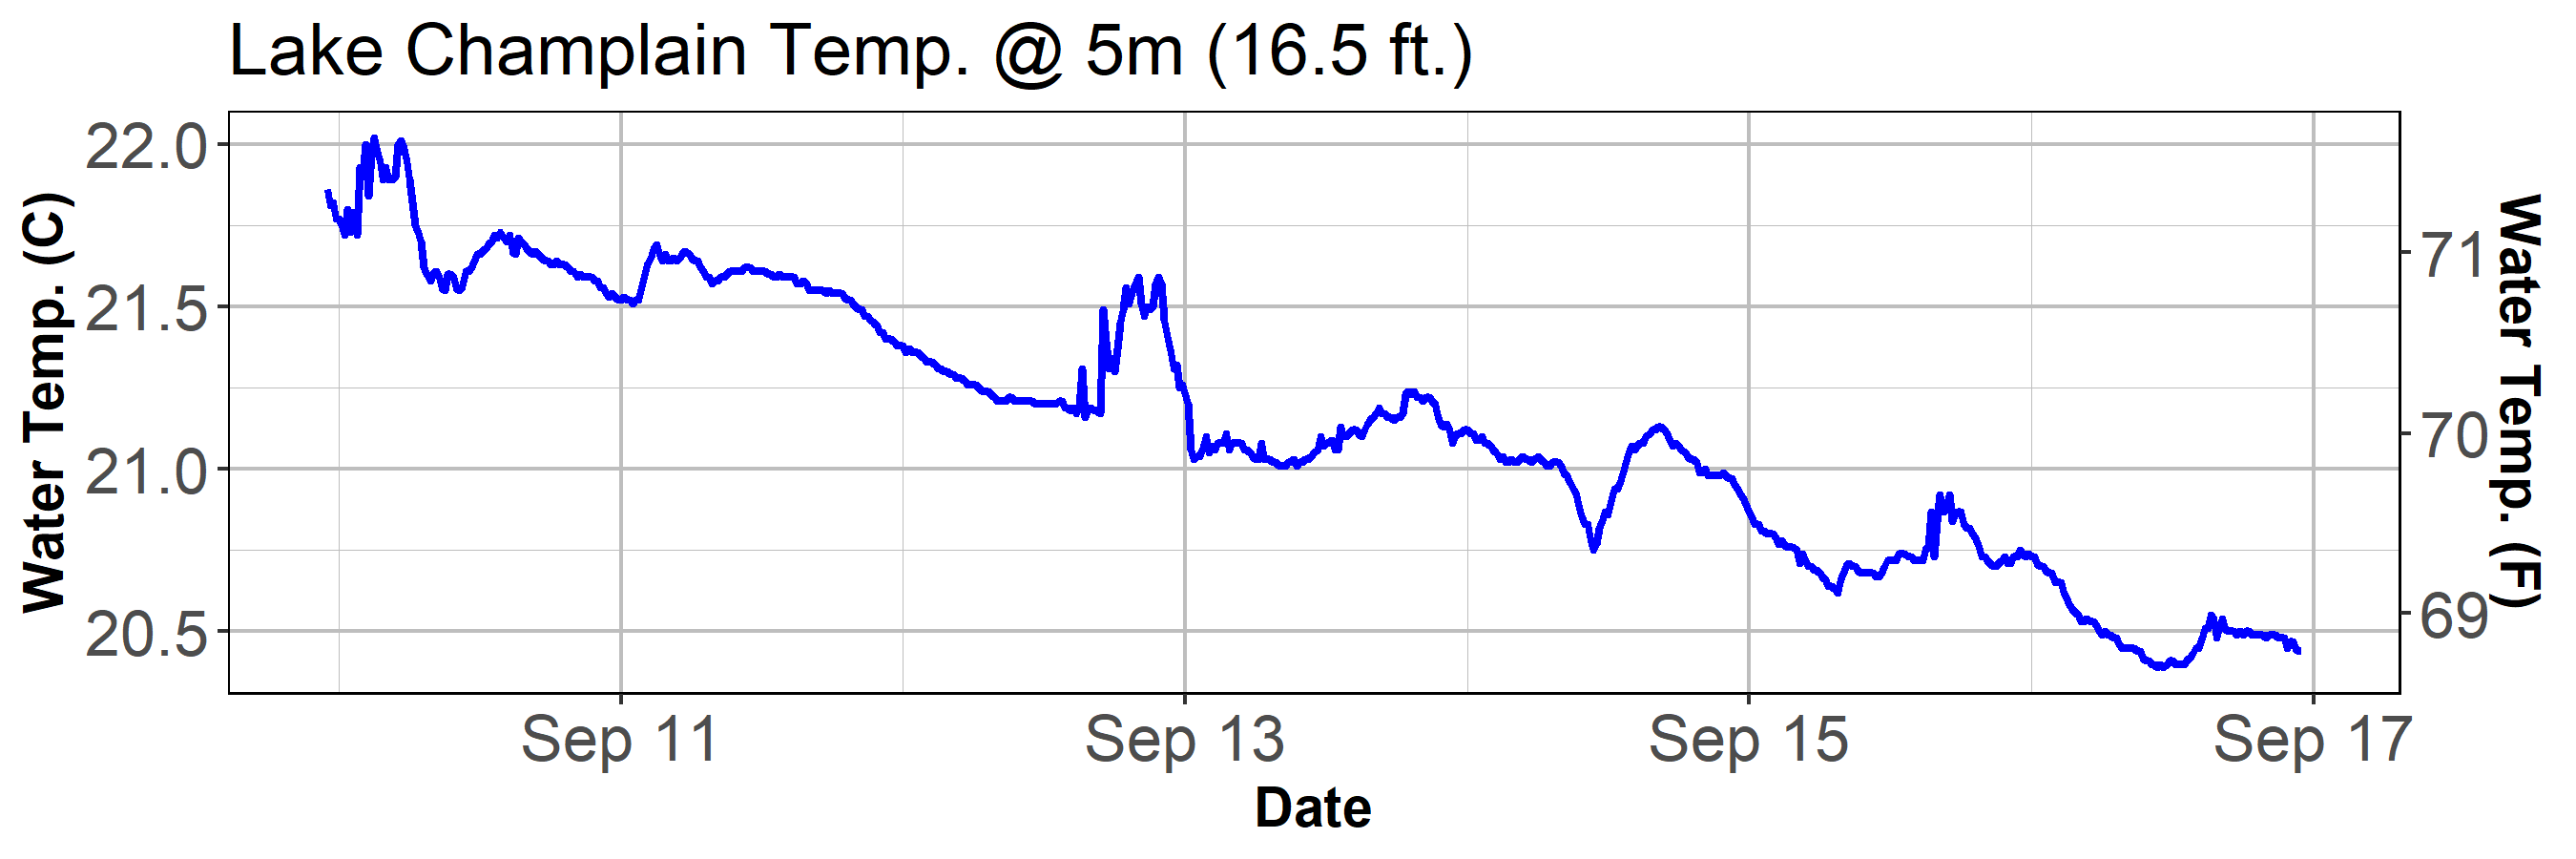 Lake Champlain Temp. @ 5m (16.5 ft.)
Water Temp. (C)
22.0
21.5
21.0
20.5
71
70
69
Water Temp. (F)
Sep 11
Sep 13
Sep 15
Sep 17
Date